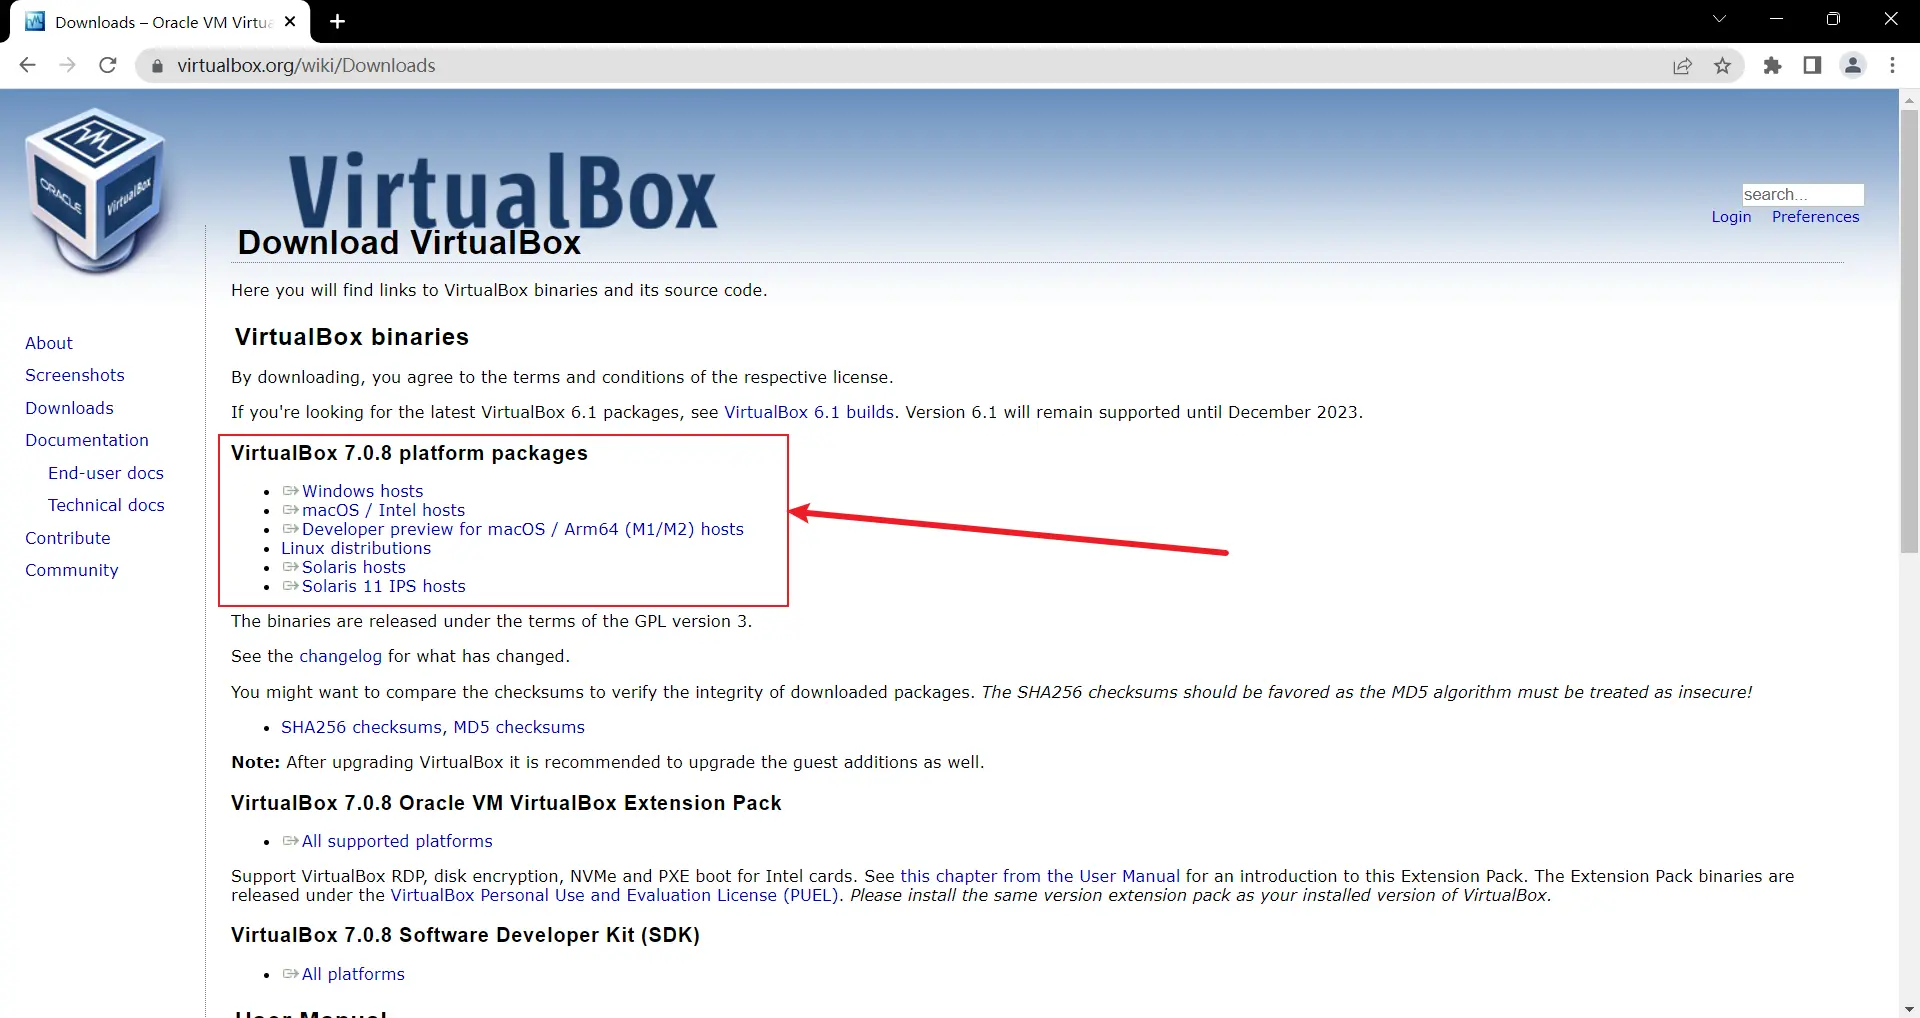 Downloads – Oracle VM Virtua
virtualbox.org/wiki/Downloads
ORACLE
VirtualBox
VirtualBox
search...
Login Preferences
Download VirtualBox
Here you will find links to VirtualBox binaries and its source code.
VirtualBox binaries
About
Screenshots
Downloads
Documentation
End-user docs
Technical docs
Contribute
Community
By downloading, you agree to the terms and conditions of the respective license.
If you're looking for the latest VirtualBox 6.1 packages, see VirtualBox 6.1 builds. Version 6.1 will remain supported until December 2023.
VirtualBox 7.0.8 platform packages
Windows hosts
macOS / Intel hosts
Developer preview for macOS / Arm64 (M1/M2) hosts
Linux distributions
Solaris hosts
Solaris 11 IPS hosts
The binaries are released under the terms of the GPL version 3.
See the changelog for what has changed.
You might want to compare the checksums to verify the integrity of downloaded packages. The SHA256 checksums should be favored as the MD5 algorithm must be treated as insecure!
SHA256 checksums, MD5 checksums
Note: After upgrading VirtualBox it is recommended to upgrade the guest additions as well.
VirtualBox 7.0.8 Oracle VM VirtualBox Extension Pack
All supported platforms
Support VirtualBox RDP, disk encryption, NVMe and PXE boot for Intel cards. See this chapter from the User Manual for an introduction to this Extension Pack. The Extension Pack binaries are
released under the VirtualBox Personal Use and Evaluation License (PUEL). Please install the same version extension pack as your installed version of VirtualBox.
VirtualBox 7.0.8 Software Developer Kit (SDK)
All platforms
User Manual